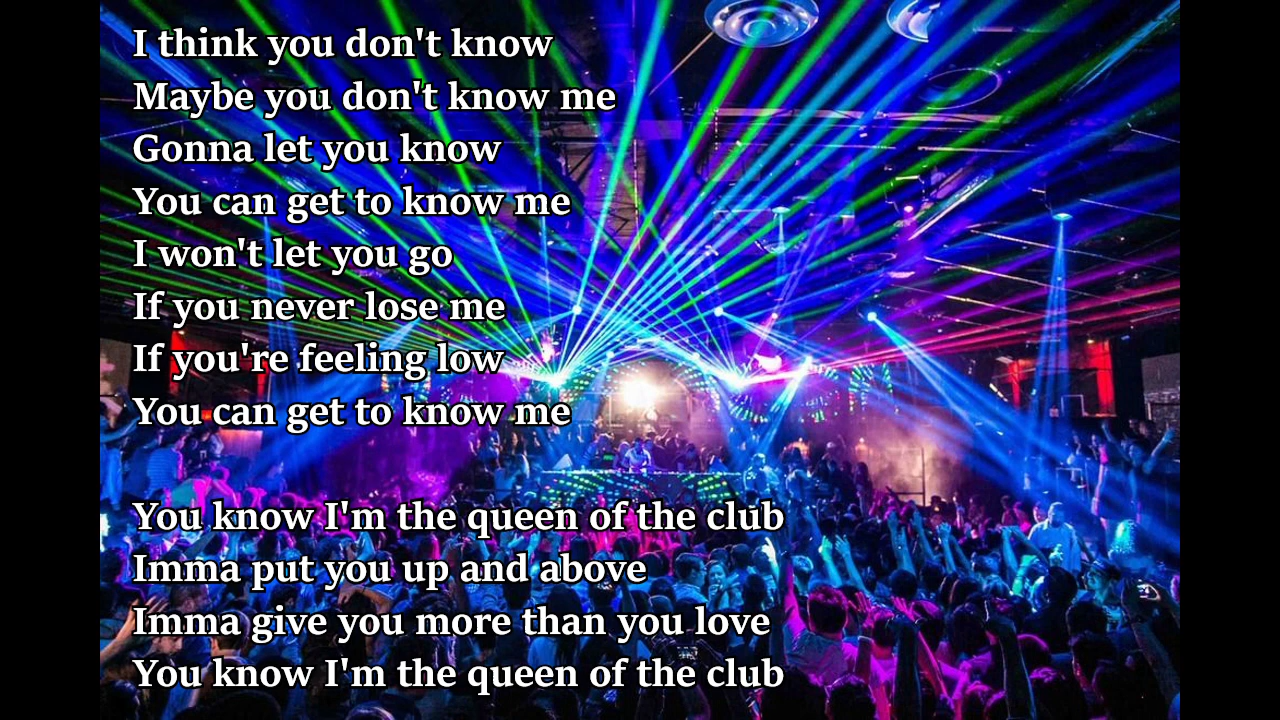 I think you don't know
Maybe you don't know me
Gonna let you know
You can get to know me
I won't let you go
If you never lose me
If you're feeling low
You can get to know me
You know I'm the queen of the club
Imma put you up and above
Imma give you more than you love
You know I'm the queen of the club